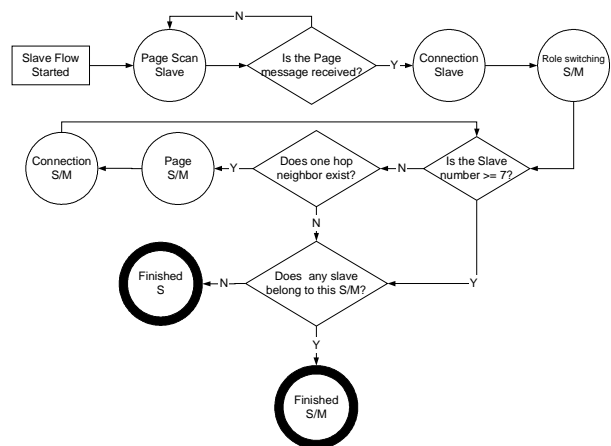 N
Slave Flow
Started
Page Scan
Slave
Is the Page
message received?
Y
Connection
Slave
Role switching
S/M
Connection
S/M
Page
S/M
Y
Does one hop
neighbor exist?
N
Is the Slave
number >= 7?
N
Finished
S
N
Does any slave
belong to this S/M?
Y
Y
Finished
S/M